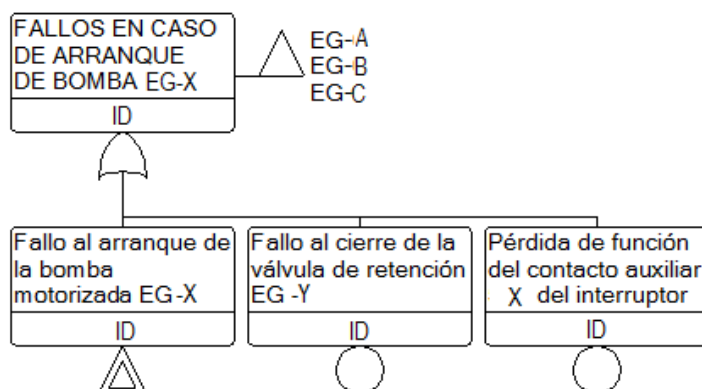 FALLOS EN CASO
DE ARRANQUE
DE BOMBA EG-X
ID
EG-A
EG-B
EG-C
Fallo al arranque de
la bomba
motorizada EG-X
ID
Fallo al cierre de la
válvula de retención
EG -Y
ID
Pérdida de función
del contacto auxiliar
X del interruptor
ID